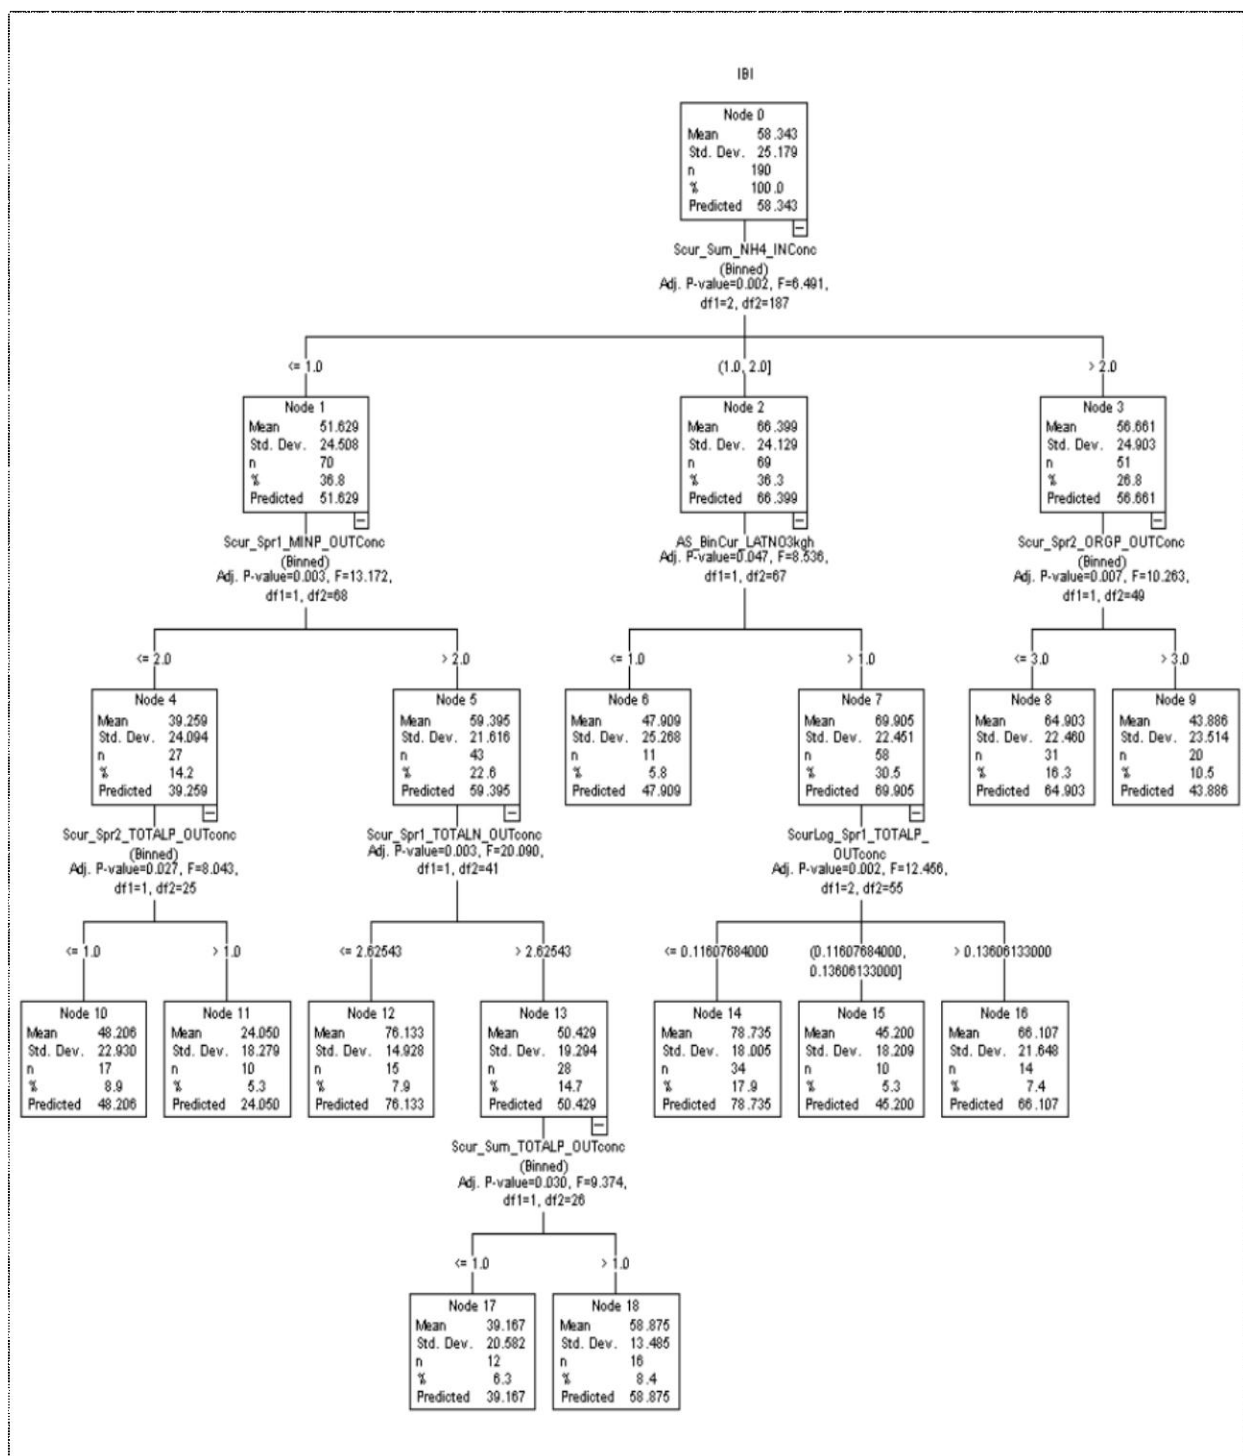 IBI
Node 0
Mean 58.343
Std. Dev. 25.179
n 190
% 100.0
Predicted 58.343
Scur_Sum_NH4_INConc
(Binned)
Adj. P-value=0.002, F=6.491,
df1=2, df2=187
<= 1.0
(1.0, 2.0]
> 2.0
Node 1
Mean 51.629
Std. Dev. 24.508
n 70
% 36.8
Predicted 51.629
Node 2
Mean 66.399
Std. Dev. 24.129
n 69
% 36.3
Predicted 66.399
Node 3
Mean 56.661
Std. Dev. 24.903
n 51
% 26.8
Predicted 56.661
Scur_Spr1_MINP_OUTConc
(Binned)
Adj. P-value=0.003, F=13.172,
df1=1, df2=68
AS_BinCur_LATNO3kgh
Adj. P-value=0.047, F=8.536,
df1=1, df2=67
Scur_Spr2_ORGP_OUTConc
(Binned)
Adj. P-value=0.007, F=10.263,
df1=1, df2=49
<= 2.0
> 2.0
<= 1.0
> 1.0
<= 3.0
> 3.0
Node 4
Mean 39.259
Std. Dev. 24.094
n 27
% 14.2
Predicted 39.259
Node 5
Mean 59.395
Std. Dev. 21.616
n 43
% 22.6
Predicted 59.395
Node 6
Mean 47.909
Std. Dev. 25.268
n 11
% 5.8
Predicted 47.909
Node 7
Mean 69.905
Std. Dev. 22.451
n 58
% 30.5
Predicted 69.905
Node 8
Mean 64.903
Std. Dev. 22.460
n 31
% 16.3
Predicted 64.903
Node 9
Mean 43.886
Std. Dev. 23.514
n 20
% 10.5
Predicted 43.886
Scur_Spr2_TOTALP_OUTconc
(Binned)
Adj. P-value=0.027, F=8.043,
df1=1, df2=25
Scur_Spr1_TOTALN_OUTconc
Adj. P-value=0.003, F=20.090,
df1=1, df2=41
ScurLog_Spr1_TOTALP_
OUTconc
Adj. P-value=0.002, F=12.456,
df1=2, df2=55
<= 1.0
> 1.0
<= 2.62543
> 2.62543
<= 0.11607684000
(0.11607684000,
0.13606133000]
> 0.13606133000
Node 10
Mean 48.206
Std. Dev. 22.930
n 17
% 8.9
Predicted 48.206
Node 11
Mean 24.050
Std. Dev. 18.279
n 10
% 5.3
Predicted 24.050
Node 12
Mean 76.133
Std. Dev. 14.928
n 15
% 7.9
Predicted 76.133
Node 13
Mean 50.429
Std. Dev. 19.294
n 28
% 14.7
Predicted 50.429
Node 14
Mean 78.735
Std. Dev. 18.005
n 34
% 17.9
Predicted 78.735
Node 15
Mean 45.200
Std. Dev. 18.209
n 10
% 5.3
Predicted 45.200
Node 16
Mean 66.107
Std. Dev. 21.648
n 14
% 7.4
Predicted 66.107
Scur_Sum_TOTALP_OUTconc
(Binned)
Adj. P-value=0.030, F=9.374,
df1=1, df2=26
<= 1.0
> 1.0
Node 17
Mean 39.167
Std. Dev. 20.582
n 12
% 6.3
Predicted 39.167
Node 18
Mean 58.875
Std. Dev. 13.485
n 16
% 8.4
Predicted 58.875